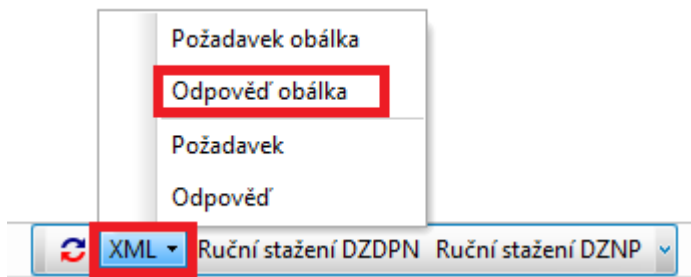 Požadavek obálka
Odpověď obálka
Požadavek
Odpověď
XML Ruční stažení DZDPN Ruční stažení DZNP